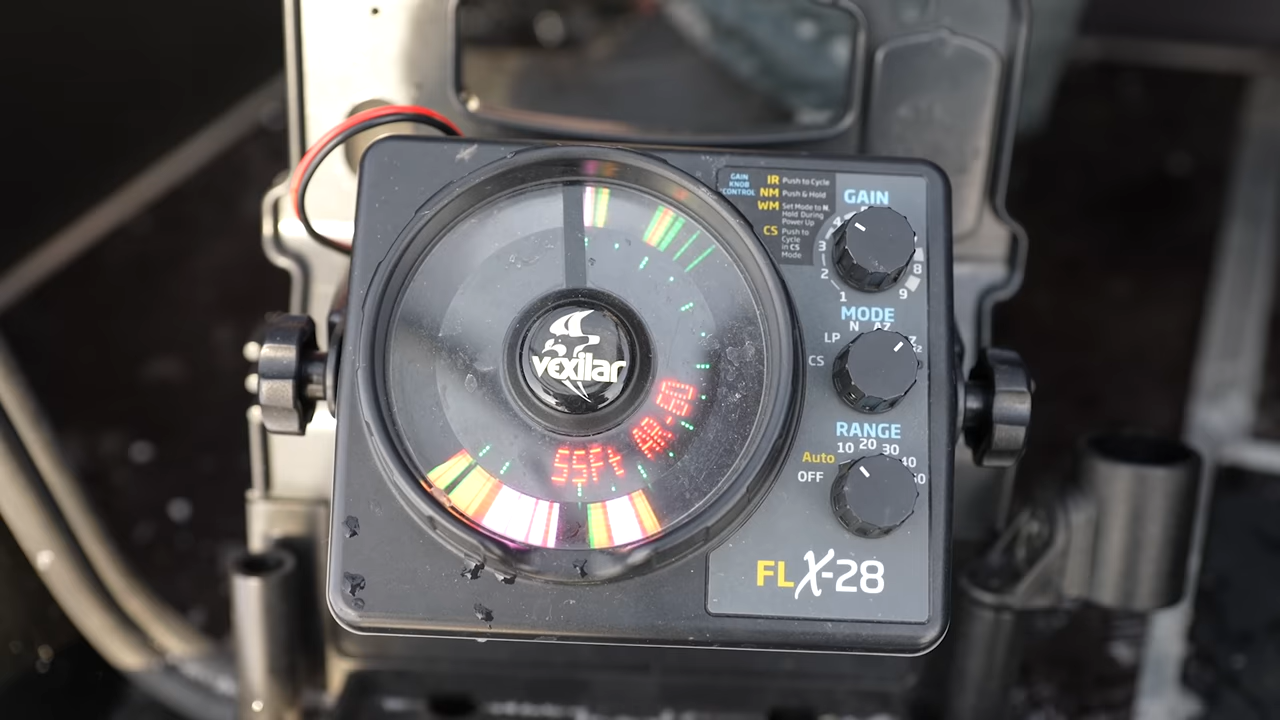 GAIN
KNOB
CONTROL
IR Push to Cycle
NM Push & Hold
WM Set Mode to N.
Hold During
Power Up
CS Push to
Cycle
in CS
Mode
GAIN
4
3
2
1
7
8
9
MODE
N AZ
LP
CS
RANGE
10 20 30
Auto 40
OFF
vexilar
55Ft
FLX-28